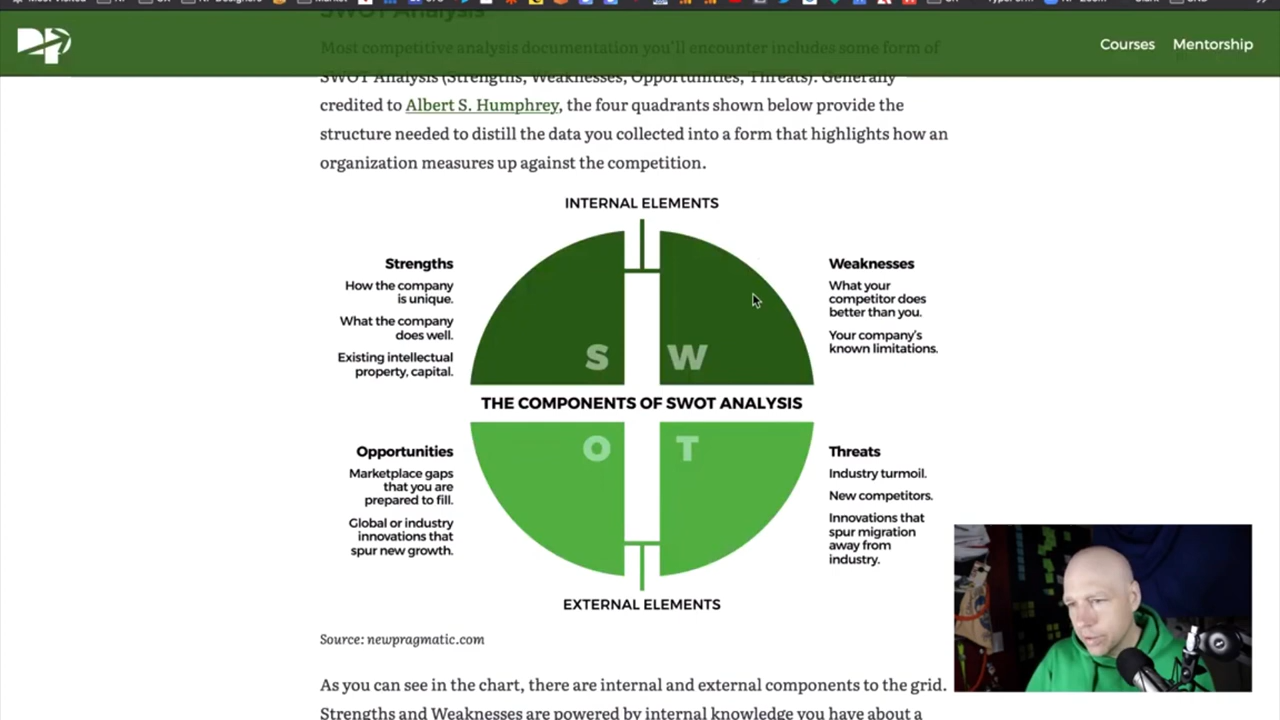 Courses Mentorship
SWOT Analysis
Most competitive analysis documentation you'll encounter includes some form of
SWOT Analysis (Strengths, Weaknesses, Opportunities, Threats). Generally
credited to Albert S. Humphrey, the four quadrants shown below provide the
structure needed to distill the data you collected into a form that highlights how an
organization measures up against the competition.
INTERNAL ELEMENTS
Strengths
How the company
is unique.
What the company
does well.
Existing intellectual
property, capital.
Weaknesses
What your
competitor does
better than you.
Your company's
known limitations.
S W
THE COMPONENTS OF SWOT ANALYSIS
O T
Opportunities
Marketplace gaps
that you are
prepared to fill.
Global or industry
innovations that
spur new growth.
Threats
Industry turmoil.
New competitors.
Innovations that
spur migration
away from
industry.
EXTERNAL ELEMENTS
Source: newpragmatic.com
As you can see in the chart, there are internal and external components to the grid.
Strengths and Weaknesses are powered by internal knowledge you have about a